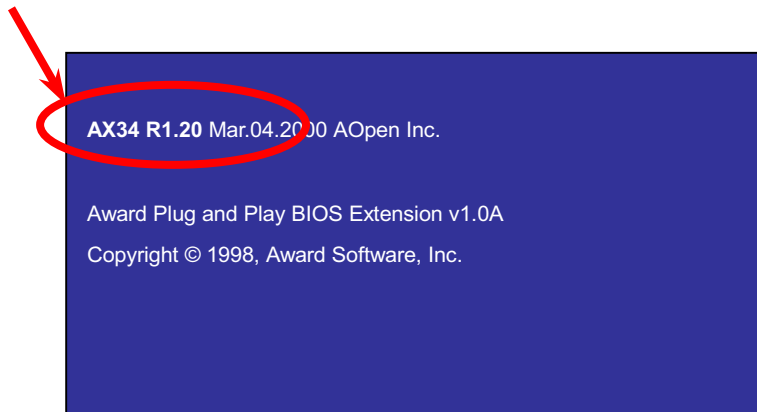 AX34 R1.20 Mar.04.2000 AOpen Inc.
Award Plug and Play BIOS Extension v1.0A
Copyright © 1998, Award Software, Inc.